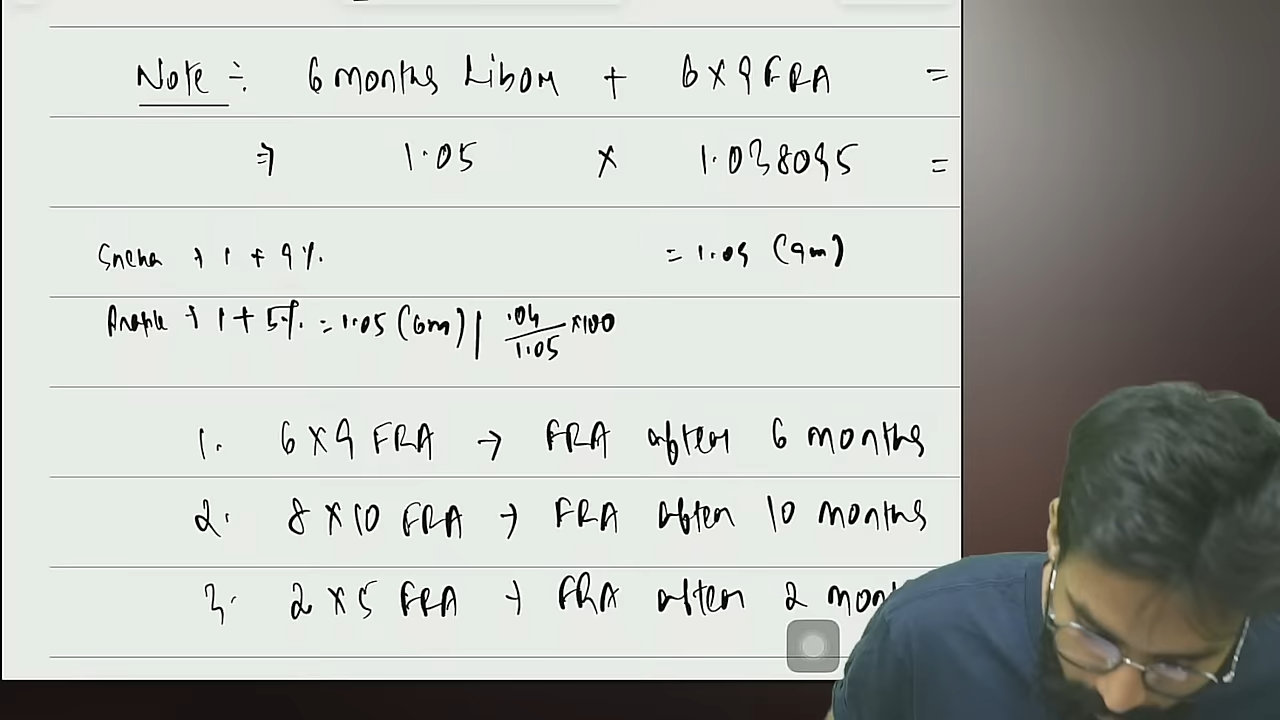 Note :- 6 months Libor + 6 x 9 FRA =
⇒ 1.05 x 1.038095 =
Sneha → 1 + 9%. = 1.09 (9m)
→ 1 + 5%. = 1.05 (6m) | .04/1.05 x100
1. 6 x 9 FRA → FRA after 6 months
2. 8 x 10 FRA → FRA after 10 months
3. 2 x 5 FRA → FRA after 2 mon